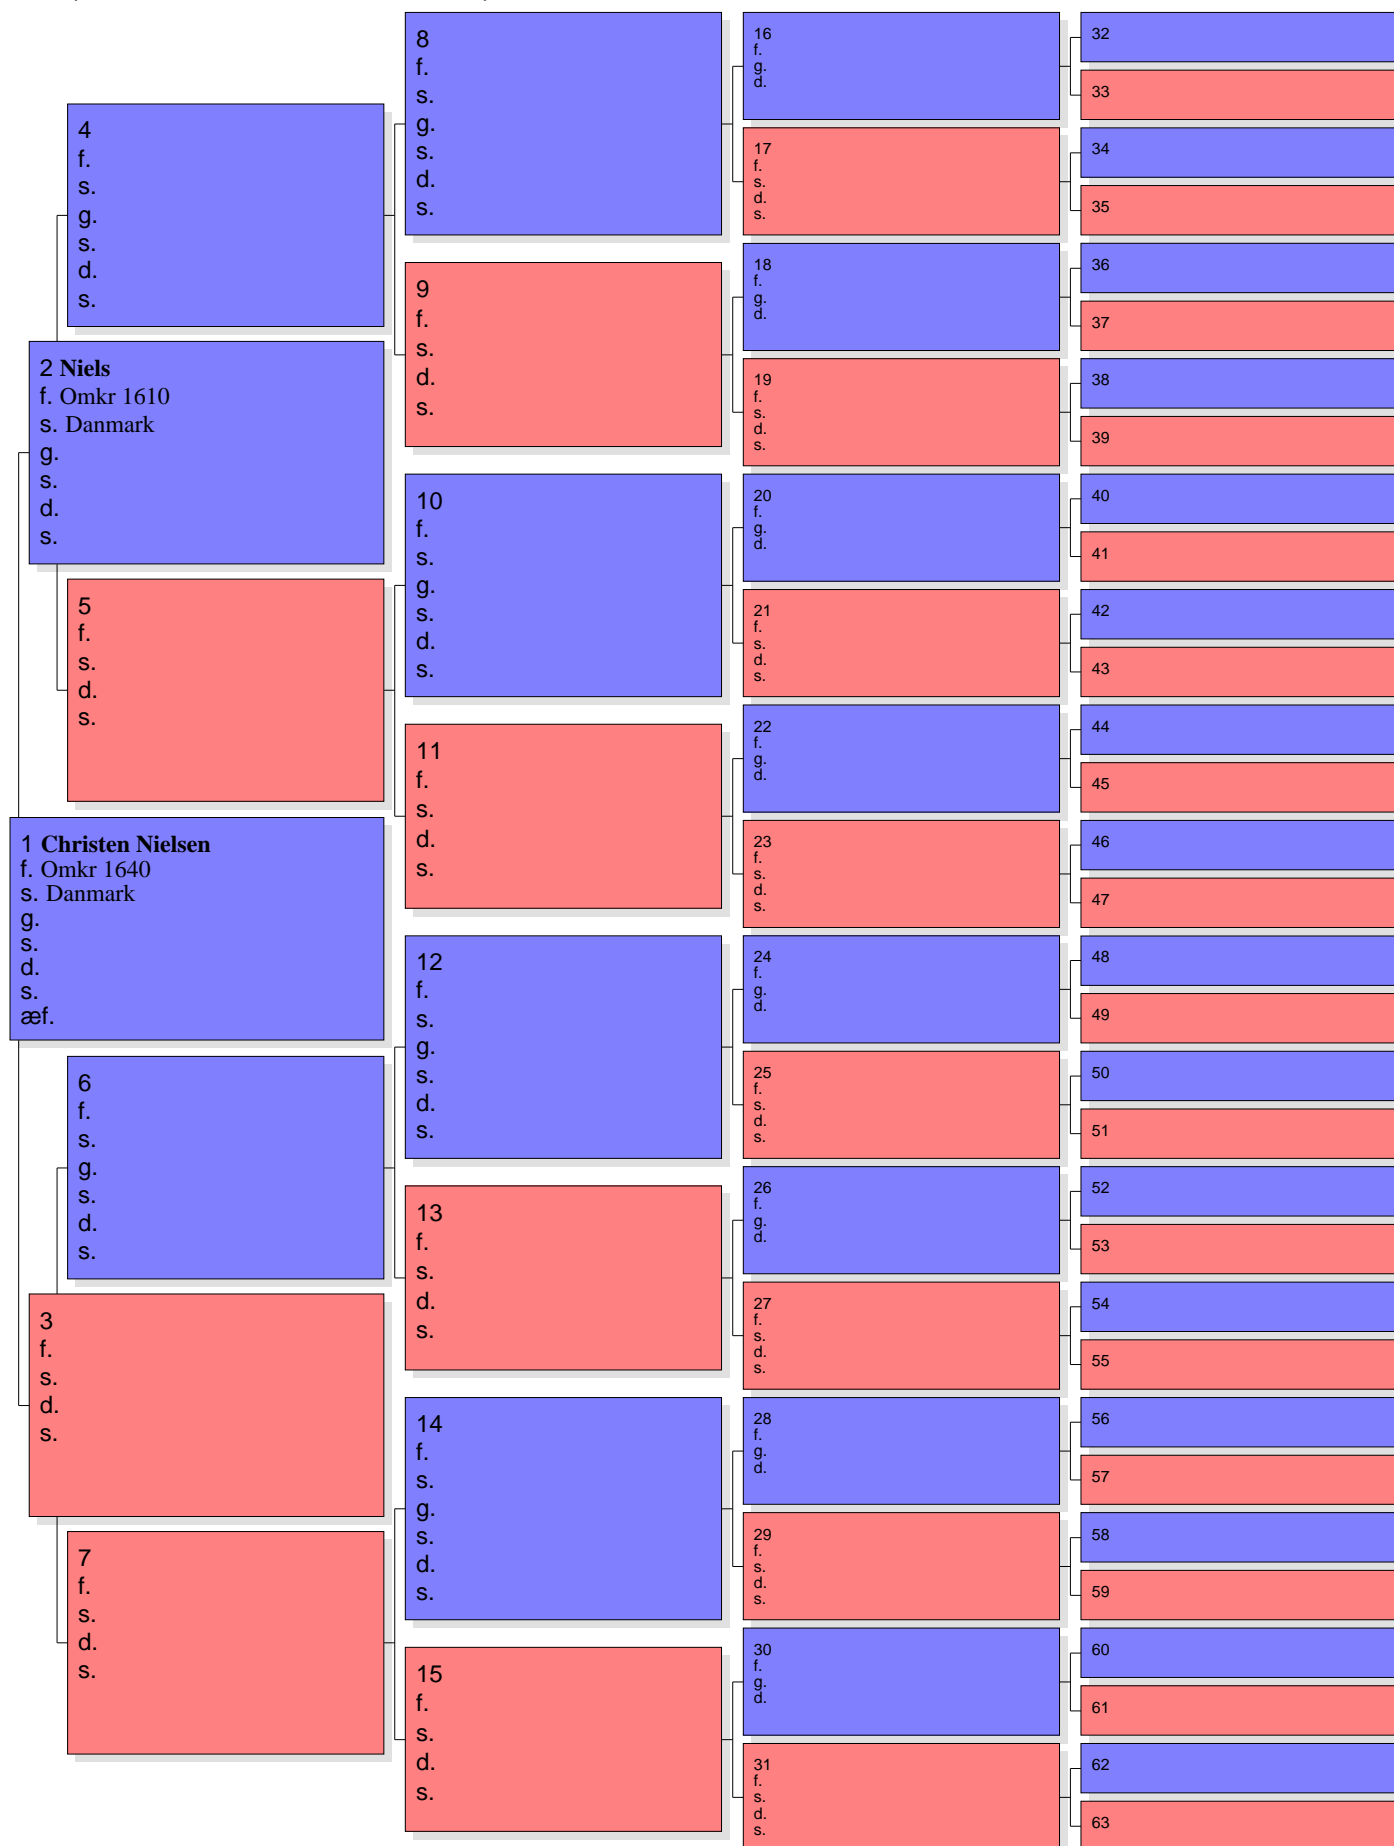 1 Christen Nielsen
f. Omkr 1640
s. Danmark
g.
s.
d.
s.
æf.
2 Niels
f. Omkr 1610
s. Danmark
g.
s.
d.
s.
3
f.
s.
d.
s.
4
f.
s.
g.
s.
d.
s.
5
f.
s.
d.
s.
6
f.
s.
g.
s.
d.
s.
7
f.
s.
d.
s.
8
f.
s.
g.
s.
d.
s.
9
f.
s.
d.
s.
10
f.
s.
g.
s.
d.
s.
11
f.
s.
d.
s.
12
f.
s.
g.
s.
d.
s.
13
f.
s.
d.
s.
14
f.
s.
g.
s.
d.
s.
15
f.
s.
d.
s.
16
f.
g.
d.
17
f.
s.
d.
s.
18
f.
g.
d.
19
f.
s.
d.
s.
20
f.
g.
d.
21
f.
s.
d.
s.
22
f.
g.
d.
23
f.
s.
d.
s.
24
f.
g.
d.
25
f.
s.
d.
s.
26
f.
g.
d.
27
f.
s.
d.
s.
28
f.
g.
d.
29
f.
s.
d.
s.
30
f.
g.
d.
31
f.
s.
d.
s.
32
33
34
35
36
37
38
39
40
41
42
43
44
45
46
47
48
49
50
51
52
53
54
55
56
57
58
59
60
61
62
63